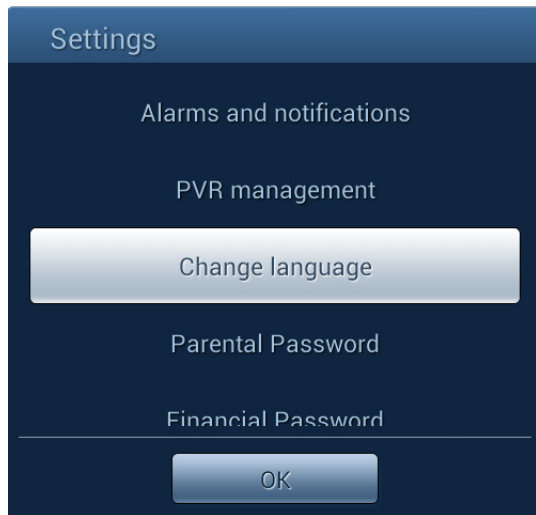 Settings
Alarms and notifications
PVR management
Change language
Parental Password
Financial Password
OK